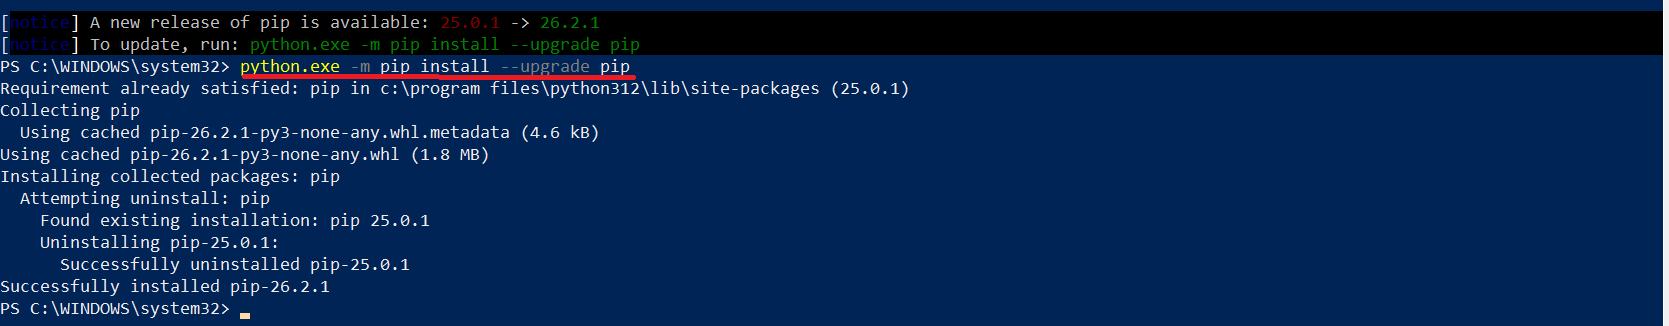 [notice] A new release of pip is available: 25.0.1 -> 26.2.1
[notice] To update, run: python.exe -m pip install --upgrade pip
PS C:\WINDOWS\system32> python.exe -m pip install --upgrade pip
Requirement already satisfied: pip in c:\program files\python312\lib\site-packages (25.0.1)
Collecting pip
  Using cached pip-26.2.1-py3-none-any.whl.metadata (4.6 kB)
Using cached pip-26.2.1-py3-none-any.whl (1.8 MB)
Installing collected packages: pip
  Attempting uninstall: pip
    Found existing installation: pip 25.0.1
    Uninstalling pip-25.0.1:
      Successfully uninstalled pip-25.0.1
Successfully installed pip-26.2.1
PS C:\WINDOWS\system32>